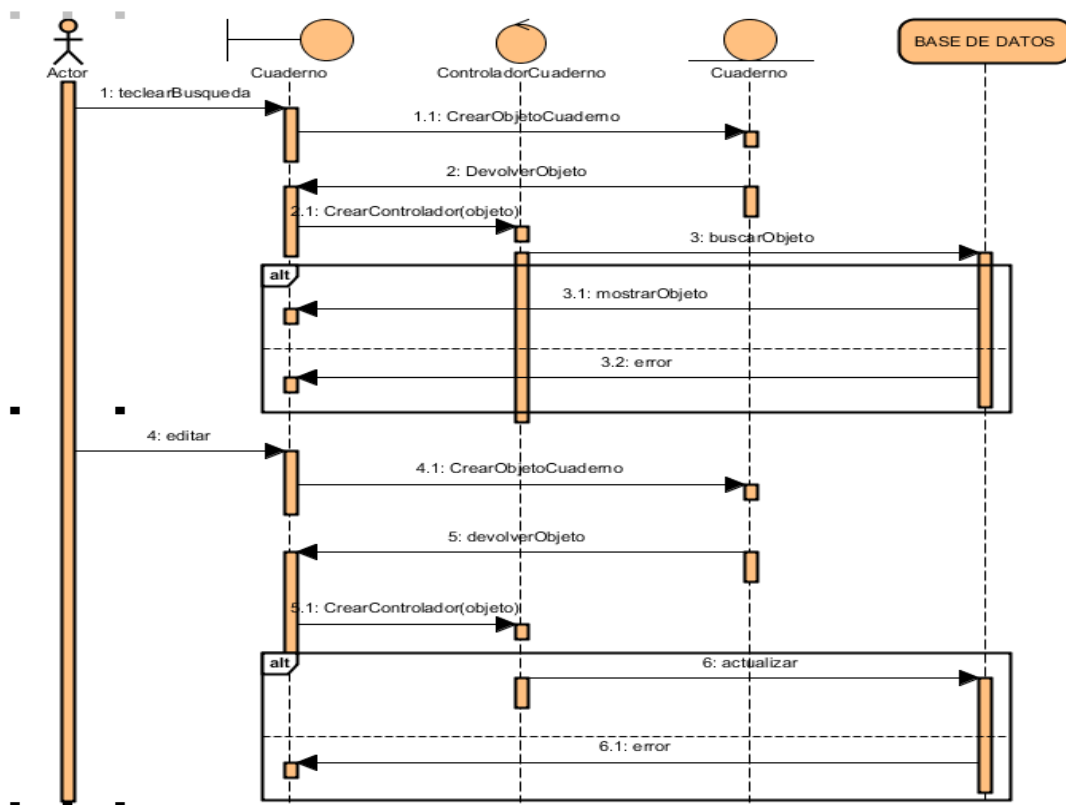 BASE DE DATOS
Actor
Cuaderno
ControladorCuaderno
Cuaderno
1: teclearBusqueda
1.1: CrearObjetoCuaderno
2: DevolverObjeto
2.1: CrearControlador(objeto)
3: buscarObjeto
alt
3.1: mostrarObjeto
3.2: error
4: editar
4.1: CrearObjetoCuaderno
5: devolverObjeto
5.1: CrearControlador(objeto)
alt
6: actualizar
6.1: error